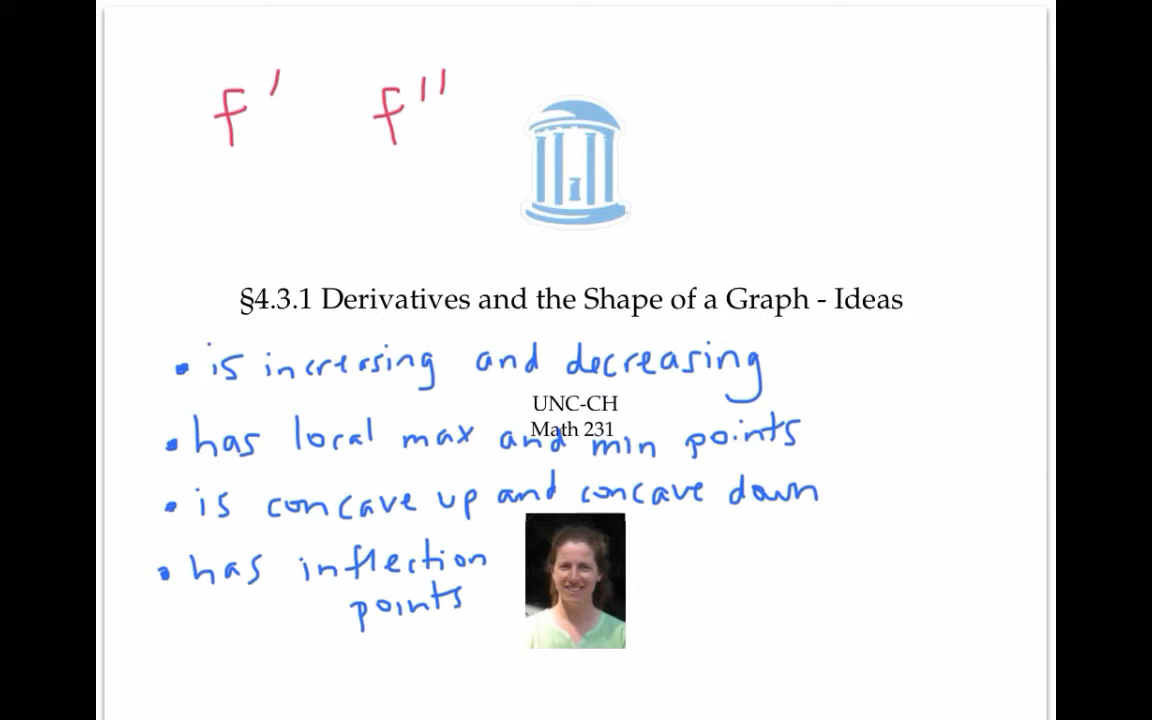 f' f''
§4.3.1 Derivatives and the Shape of a Graph - Ideas
• is increasing and decreasing
UNC-CH
Math 231
• has local max and min points
• is concave up and concave down
• has inflection
points